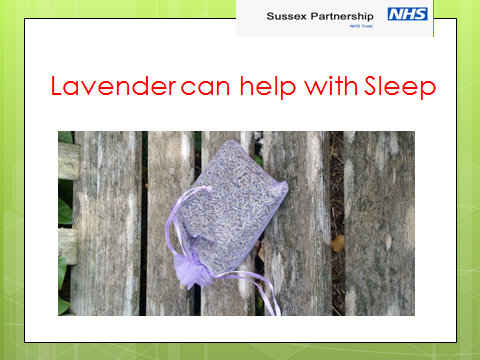 Sussex Partnership NHS
NHS Trust
Lavender can help with Sleep